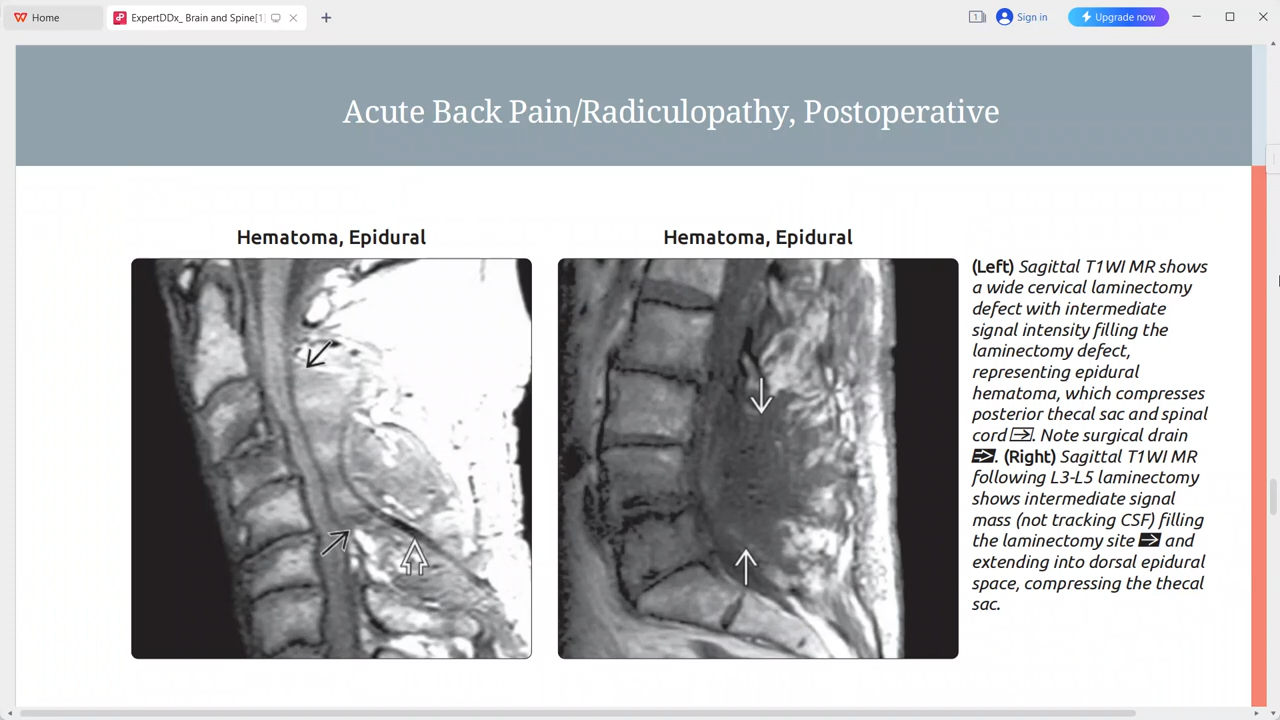 Home
ExpertDDx_ Brain and Spine[1]
1
Sign in
Upgrade now
Acute Back Pain/Radiculopathy, Postoperative
Hematoma, Epidural
Hematoma, Epidural
(Left) Sagittal T1WI MR shows
a wide cervical laminectomy
defect with intermediate
signal intensity filling the
laminectomy defect,
representing epidural
hematoma, which compresses
posterior thecal sac and spinal
cord ➡. Note surgical drain
➡. (Right) Sagittal T1WI MR
following L3-L5 laminectomy
shows intermediate signal
mass (not tracking CSF) filling
the laminectomy site ➡ and
extending into dorsal epidural
space, compressing the thecal
sac.